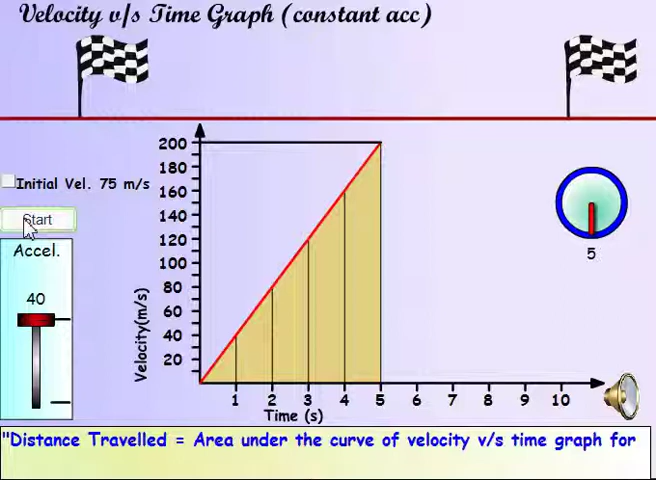 Velocity v/s Time Graph (constant acc)
Initial Vel. 75 m/s
Start
Accel.
40
200
180
160
140
120
100
80
60
40
20
Velacity(m/s)
1 2 3 4 5 6 7 8 9 10
Time (s)
5
"Distance Travelled = Area under the curve of velocity v/s time graph for